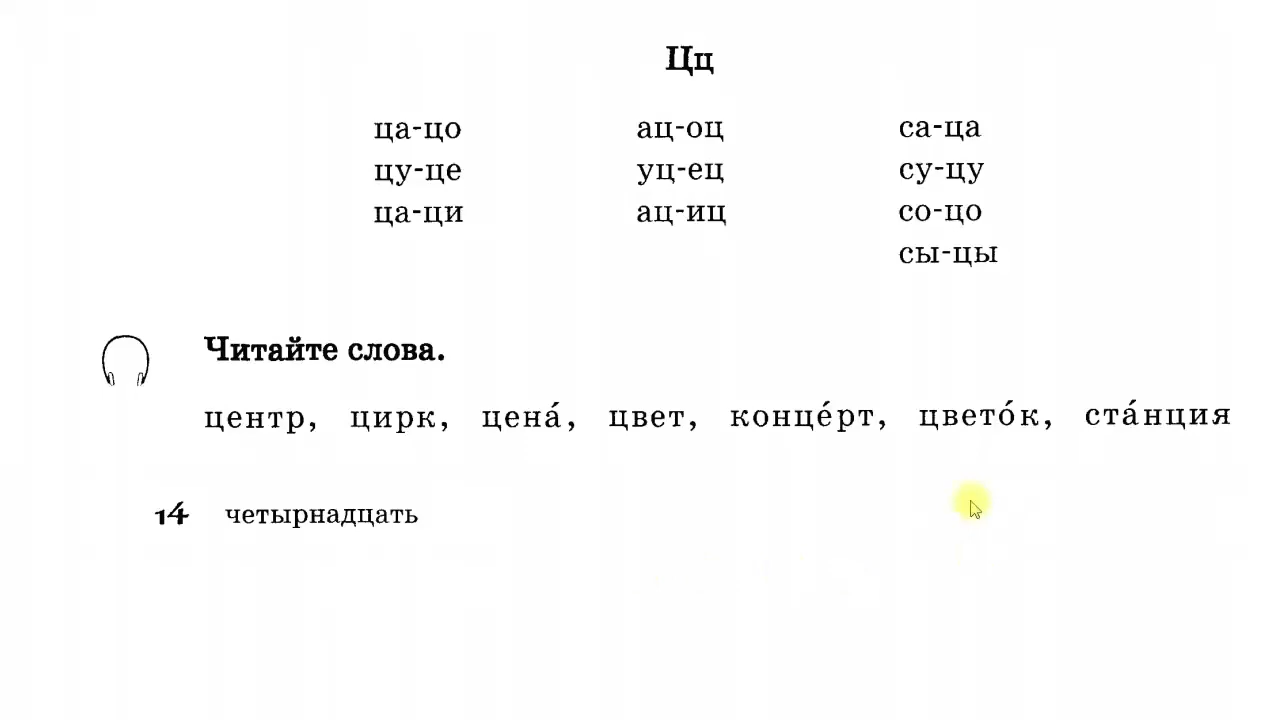 Цц
ца-цо ац-оц са-ца
цу-це уц-ец су-цу
ца-ци ац-иц со-цо
сы-цы
Читайте слова.
центр, цирк, цена́, цвет, конце́рт, цвето́к, ста́нция
14 четырнадцать